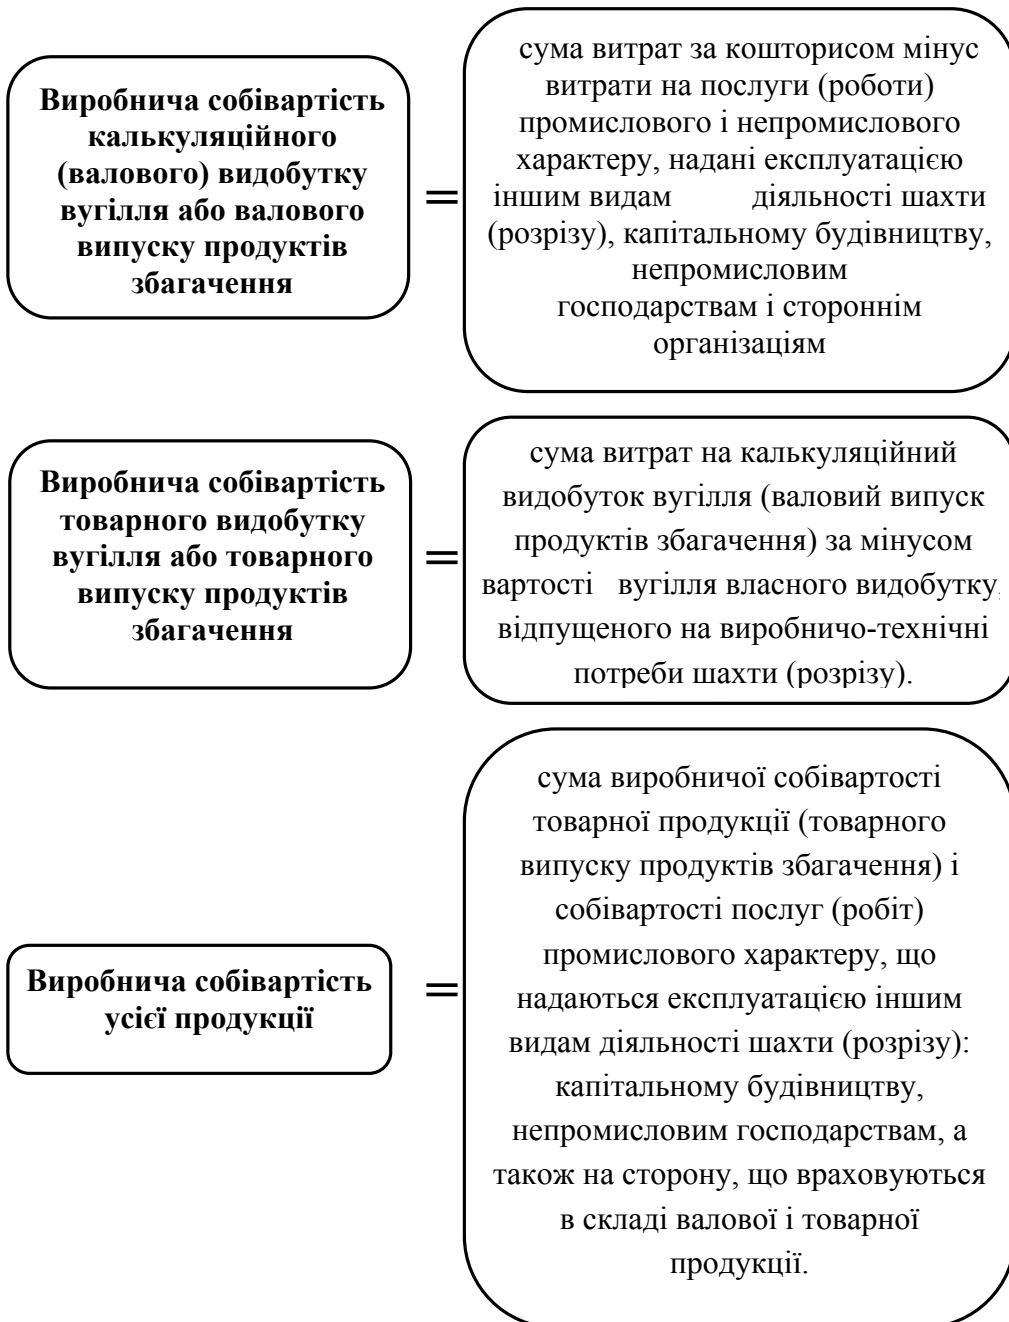 Виробнича собівартість
калькуляційного
(валового) видобутку
вугілля або валового
випуску продуктів
збагачення
=
сума витрат за кошторисом мінус
витрати на послуги (роботи)
промислового і непромислового
характеру, надані експлуатацією
іншим видам діяльності шахти
(розрізу), капітальному будівництву,
непромисловим
господарствам і стороннім
організаціям
Виробнича собівартість
товарного видобутку
вугілля або товарного
випуску продуктів
збагачення
=
сума витрат на калькуляційний
видобуток вугілля (валовий випуск
продуктів збагачення) за мінусом
вартості вугілля власного видобутку,
відпущеного на виробничо-технічні
потреби шахти (розрізу).
Виробнича собівартість
усієї продукції
=
сума виробничої собівартості
товарної продукції (товарного
випуску продуктів збагачення) і
собівартості послуг (робіт)
промислового характеру, що
надаються експлуатацією іншим
видам діяльності шахти (розрізу):
капітальному будівництву,
непромисловим господарствам, а
також на сторону, що враховуються
в складі валової і товарної
продукції.